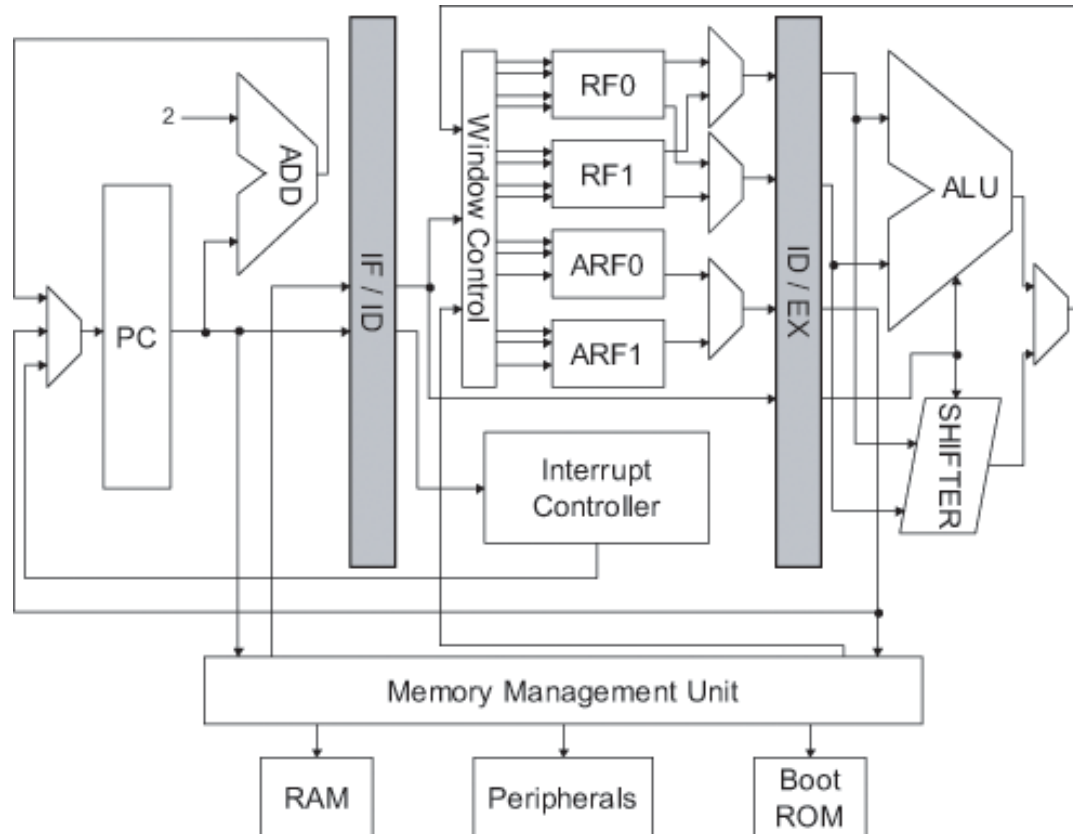 2
ADD
PC
IF / ID
Window Control
RF0
RF1
ARF0
ARF1
Interrupt
Controller
ID / EX
ALU
SHIFTER
Memory Management Unit
RAM
Peripherals
Boot
ROM